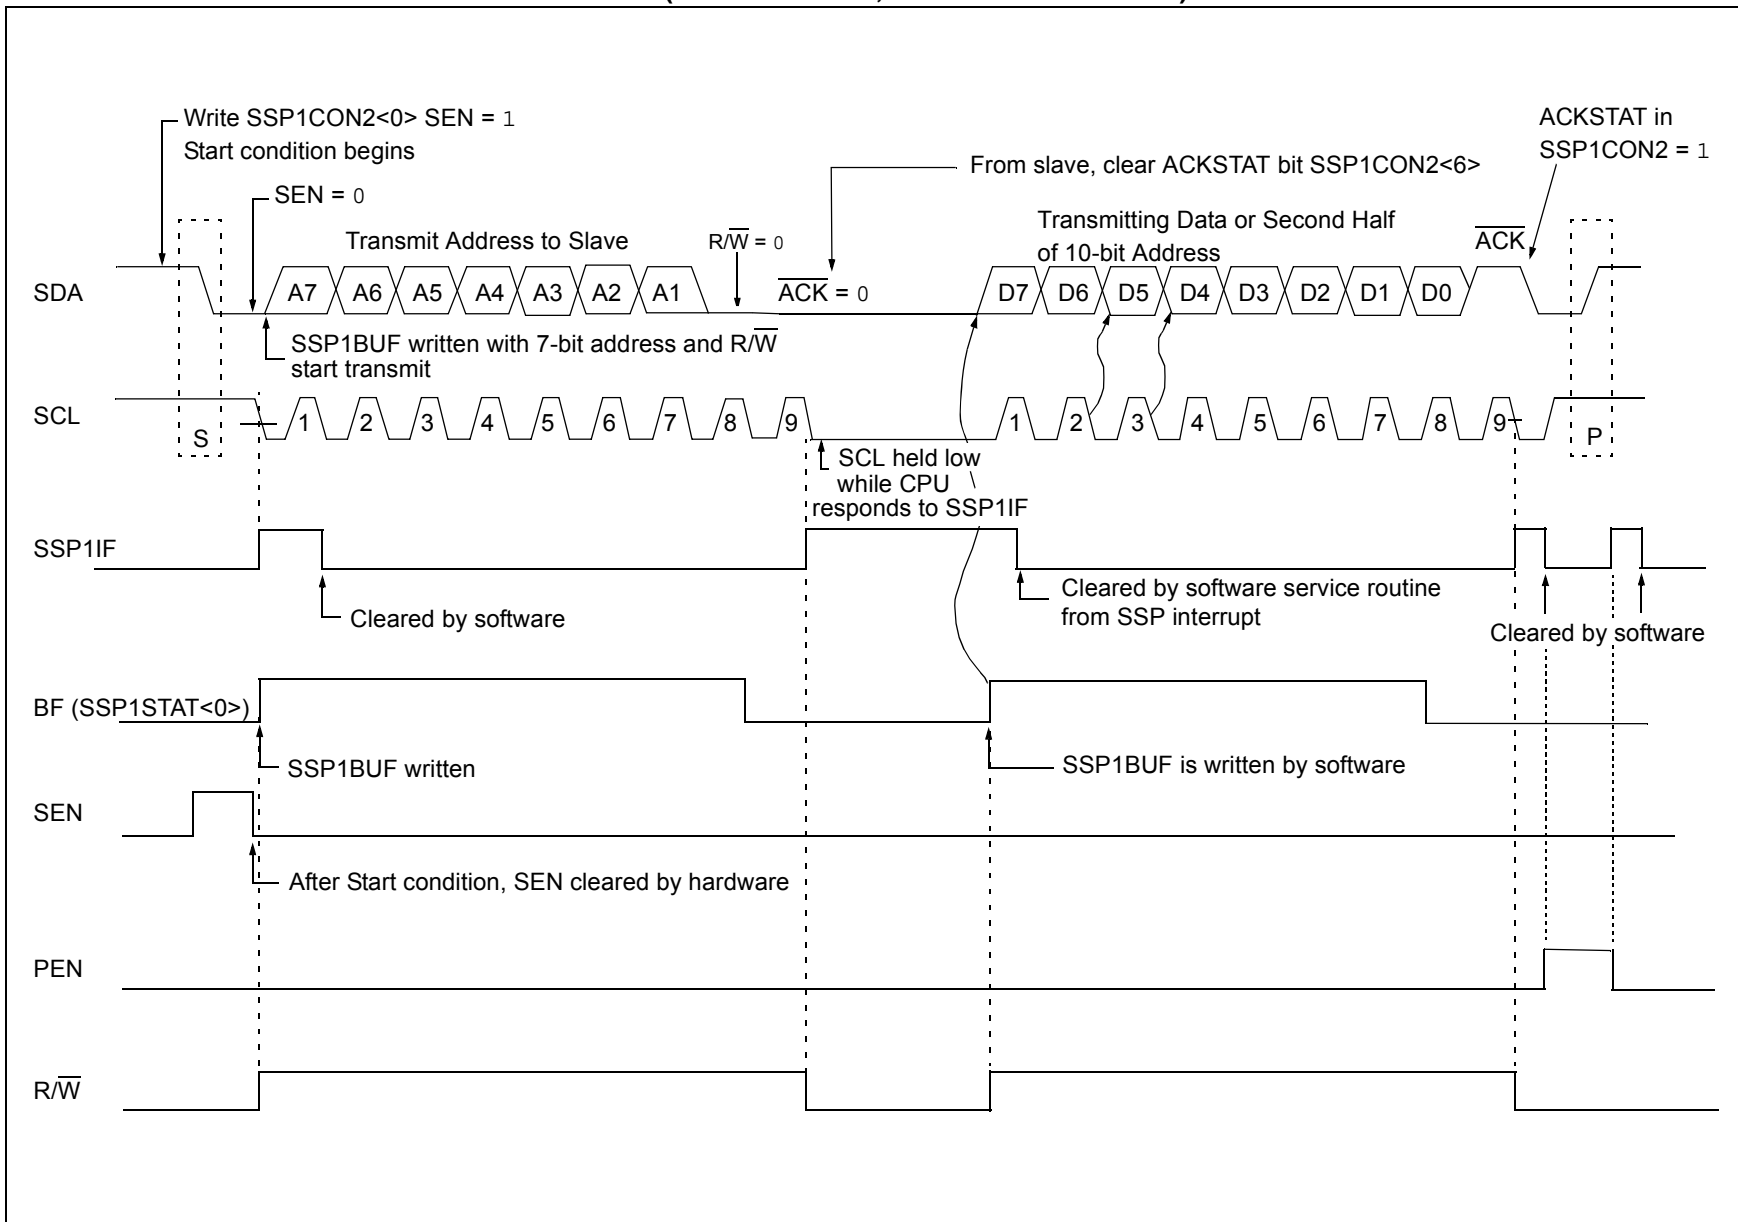 Write SSP1CON2<0> SEN = 1
Start condition begins
ACKSTAT in
SSP1CON2 = 1
From slave, clear ACKSTAT bit SSP1CON2<6>
SEN = 0
Transmit Address to Slave
R/W̅ = 0
Transmitting Data or Second Half
of 10-bit Address
A̅C̅K̅
SDA
A7 A6 A5 A4 A3 A2 A1
A̅C̅K̅ = 0
D7 D6 D5 D4 D3 D2 D1 D0
SSP1BUF written with 7-bit address and R/W̅
start transmit
SCL
S
1 2 3 4 5 6 7 8 9
1 2 3 4 5 6 7 8 9
P
SCL held low
while CPU
responds to SSP1IF
SSP1IF
Cleared by software
Cleared by software service routine
from SSP interrupt
Cleared by software
BF (SSP1STAT<0>)
SSP1BUF written
SSP1BUF is written by software
SEN
After Start condition, SEN cleared by hardware
PEN
R/W̅